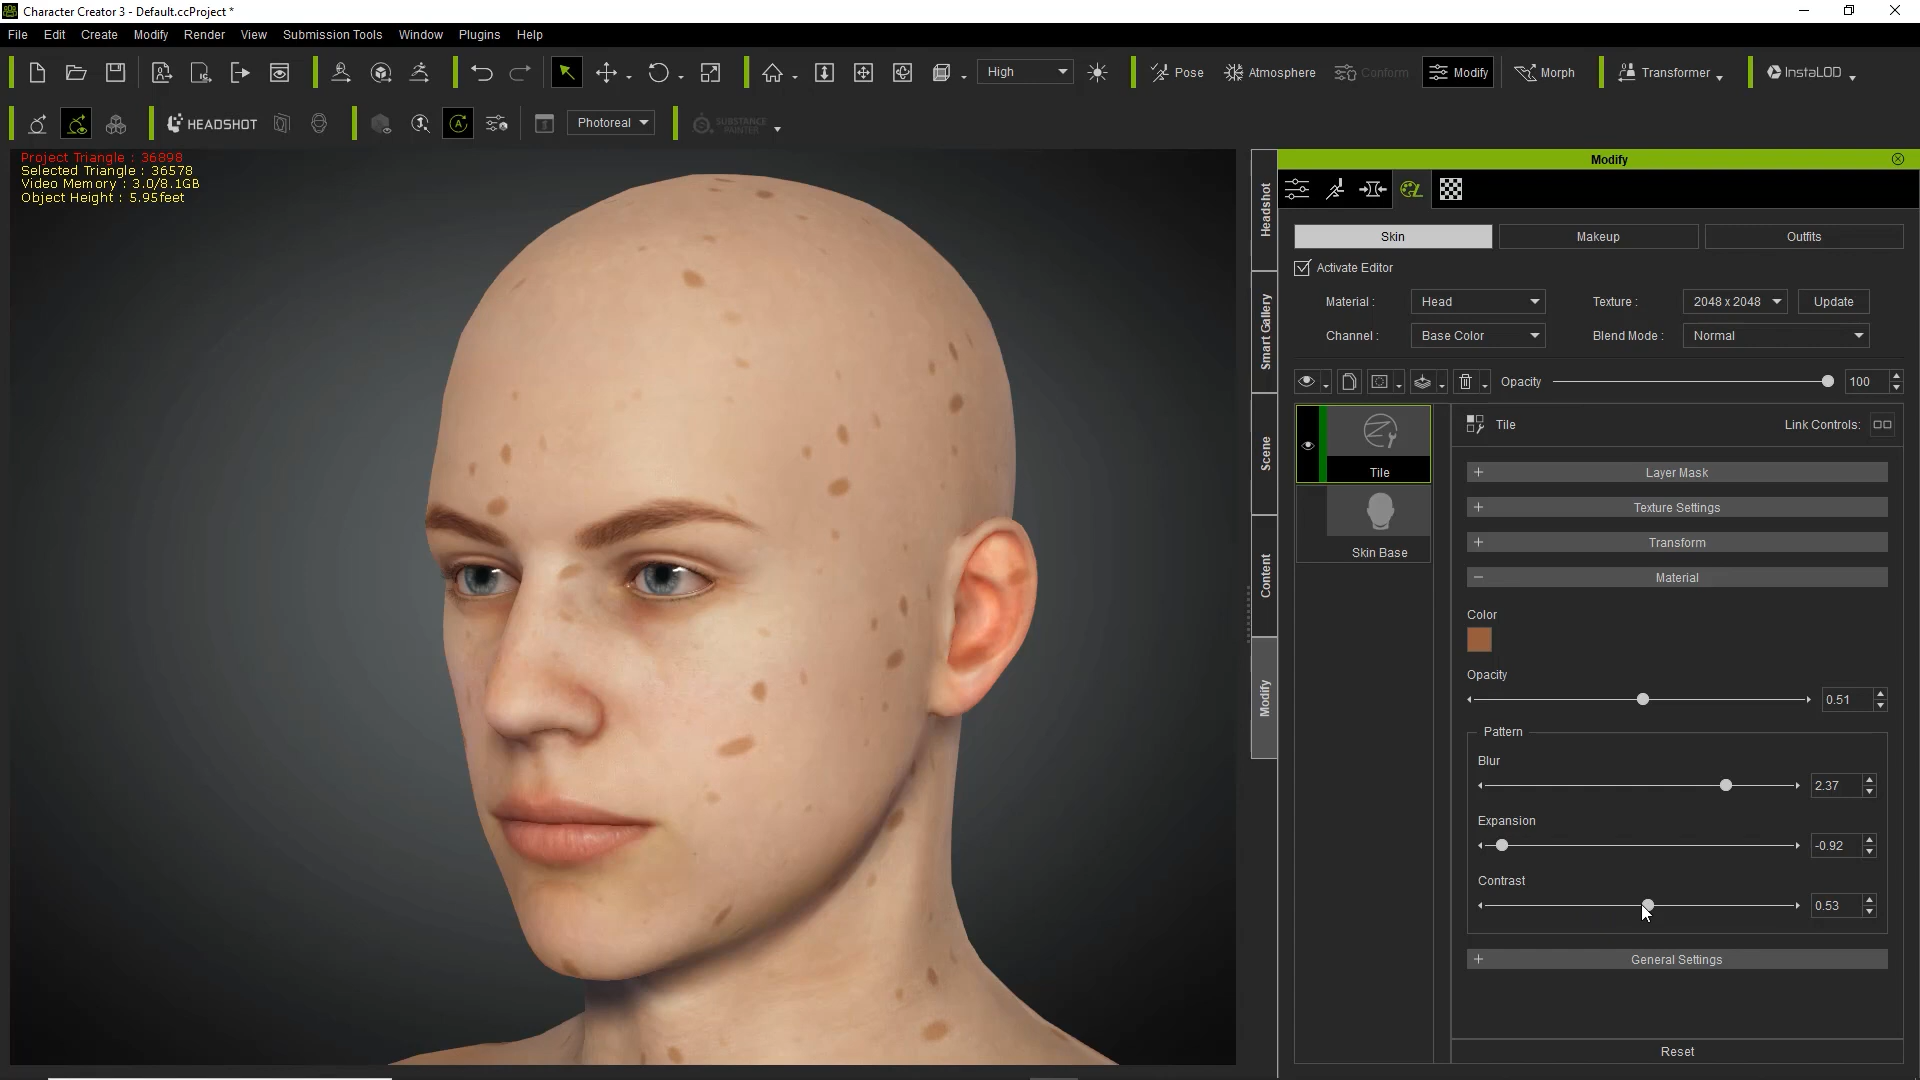 Character Creator 3 - Default.ccProject *
File Edit Create Modify Render View Submission Tools Window Plugins Help
High Pose Atmosphere Conform Modify Morph Transformer InstaLOD
HEADSHOT Photoreal SUBSTANCE PAINTER
Project Triangle : 36898
Selected Triangle : 36578
Video Memory : 3.0/8.1GB
Object Height : 5.95feet
Headshot
Smart Gallery
Scene
Content
Modify
Modify
Skin Makeup Outfits
Activate Editor
Material : Head Texture : 2048 x 2048 Update
Channel : Base Color Blend Mode : Normal
Opacity 100
Tile
Skin Base
Tile Link Controls:
+ Layer Mask
+ Texture Settings
+ Transform
− Material
Color
Opacity
0.51
Pattern
Blur
2.37
Expansion
-0.92
Contrast
0.53
+ General Settings
Reset